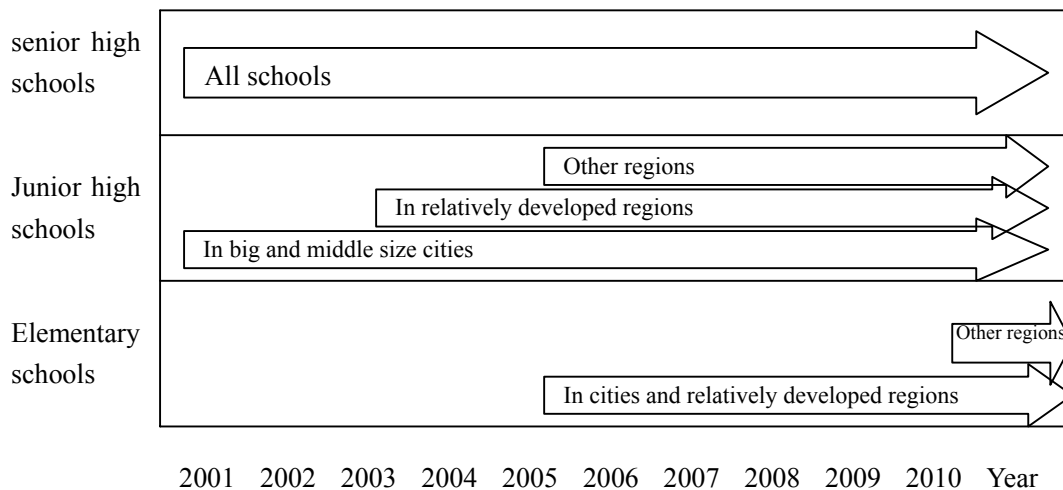 senior high
schools
All schools
Junior high
schools
Other regions
In relatively developed regions
In big and middle size cities
Elementary
schools
Other regions
In cities and relatively developed regions
2001 2002 2003 2004 2005 2006 2007 2008 2009 2010 Year